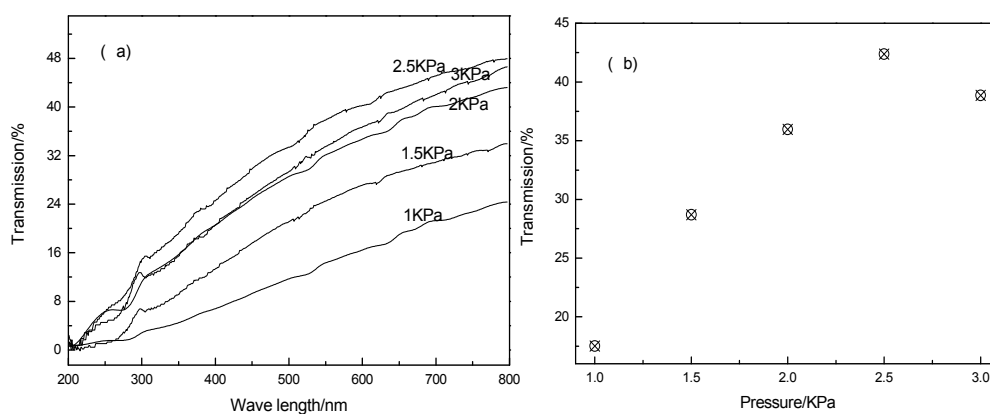 ( a)
2.5KPa
3KPa
2KPa
1.5KPa
1KPa
48
40
32
24
16
8
0
Transmission/%
200 300 400 500 600 700 800
Wave length/nm
( b)
45
40
35
30
25
20
Transmission/%
1.0 1.5 2.0 2.5 3.0
Pressure/KPa